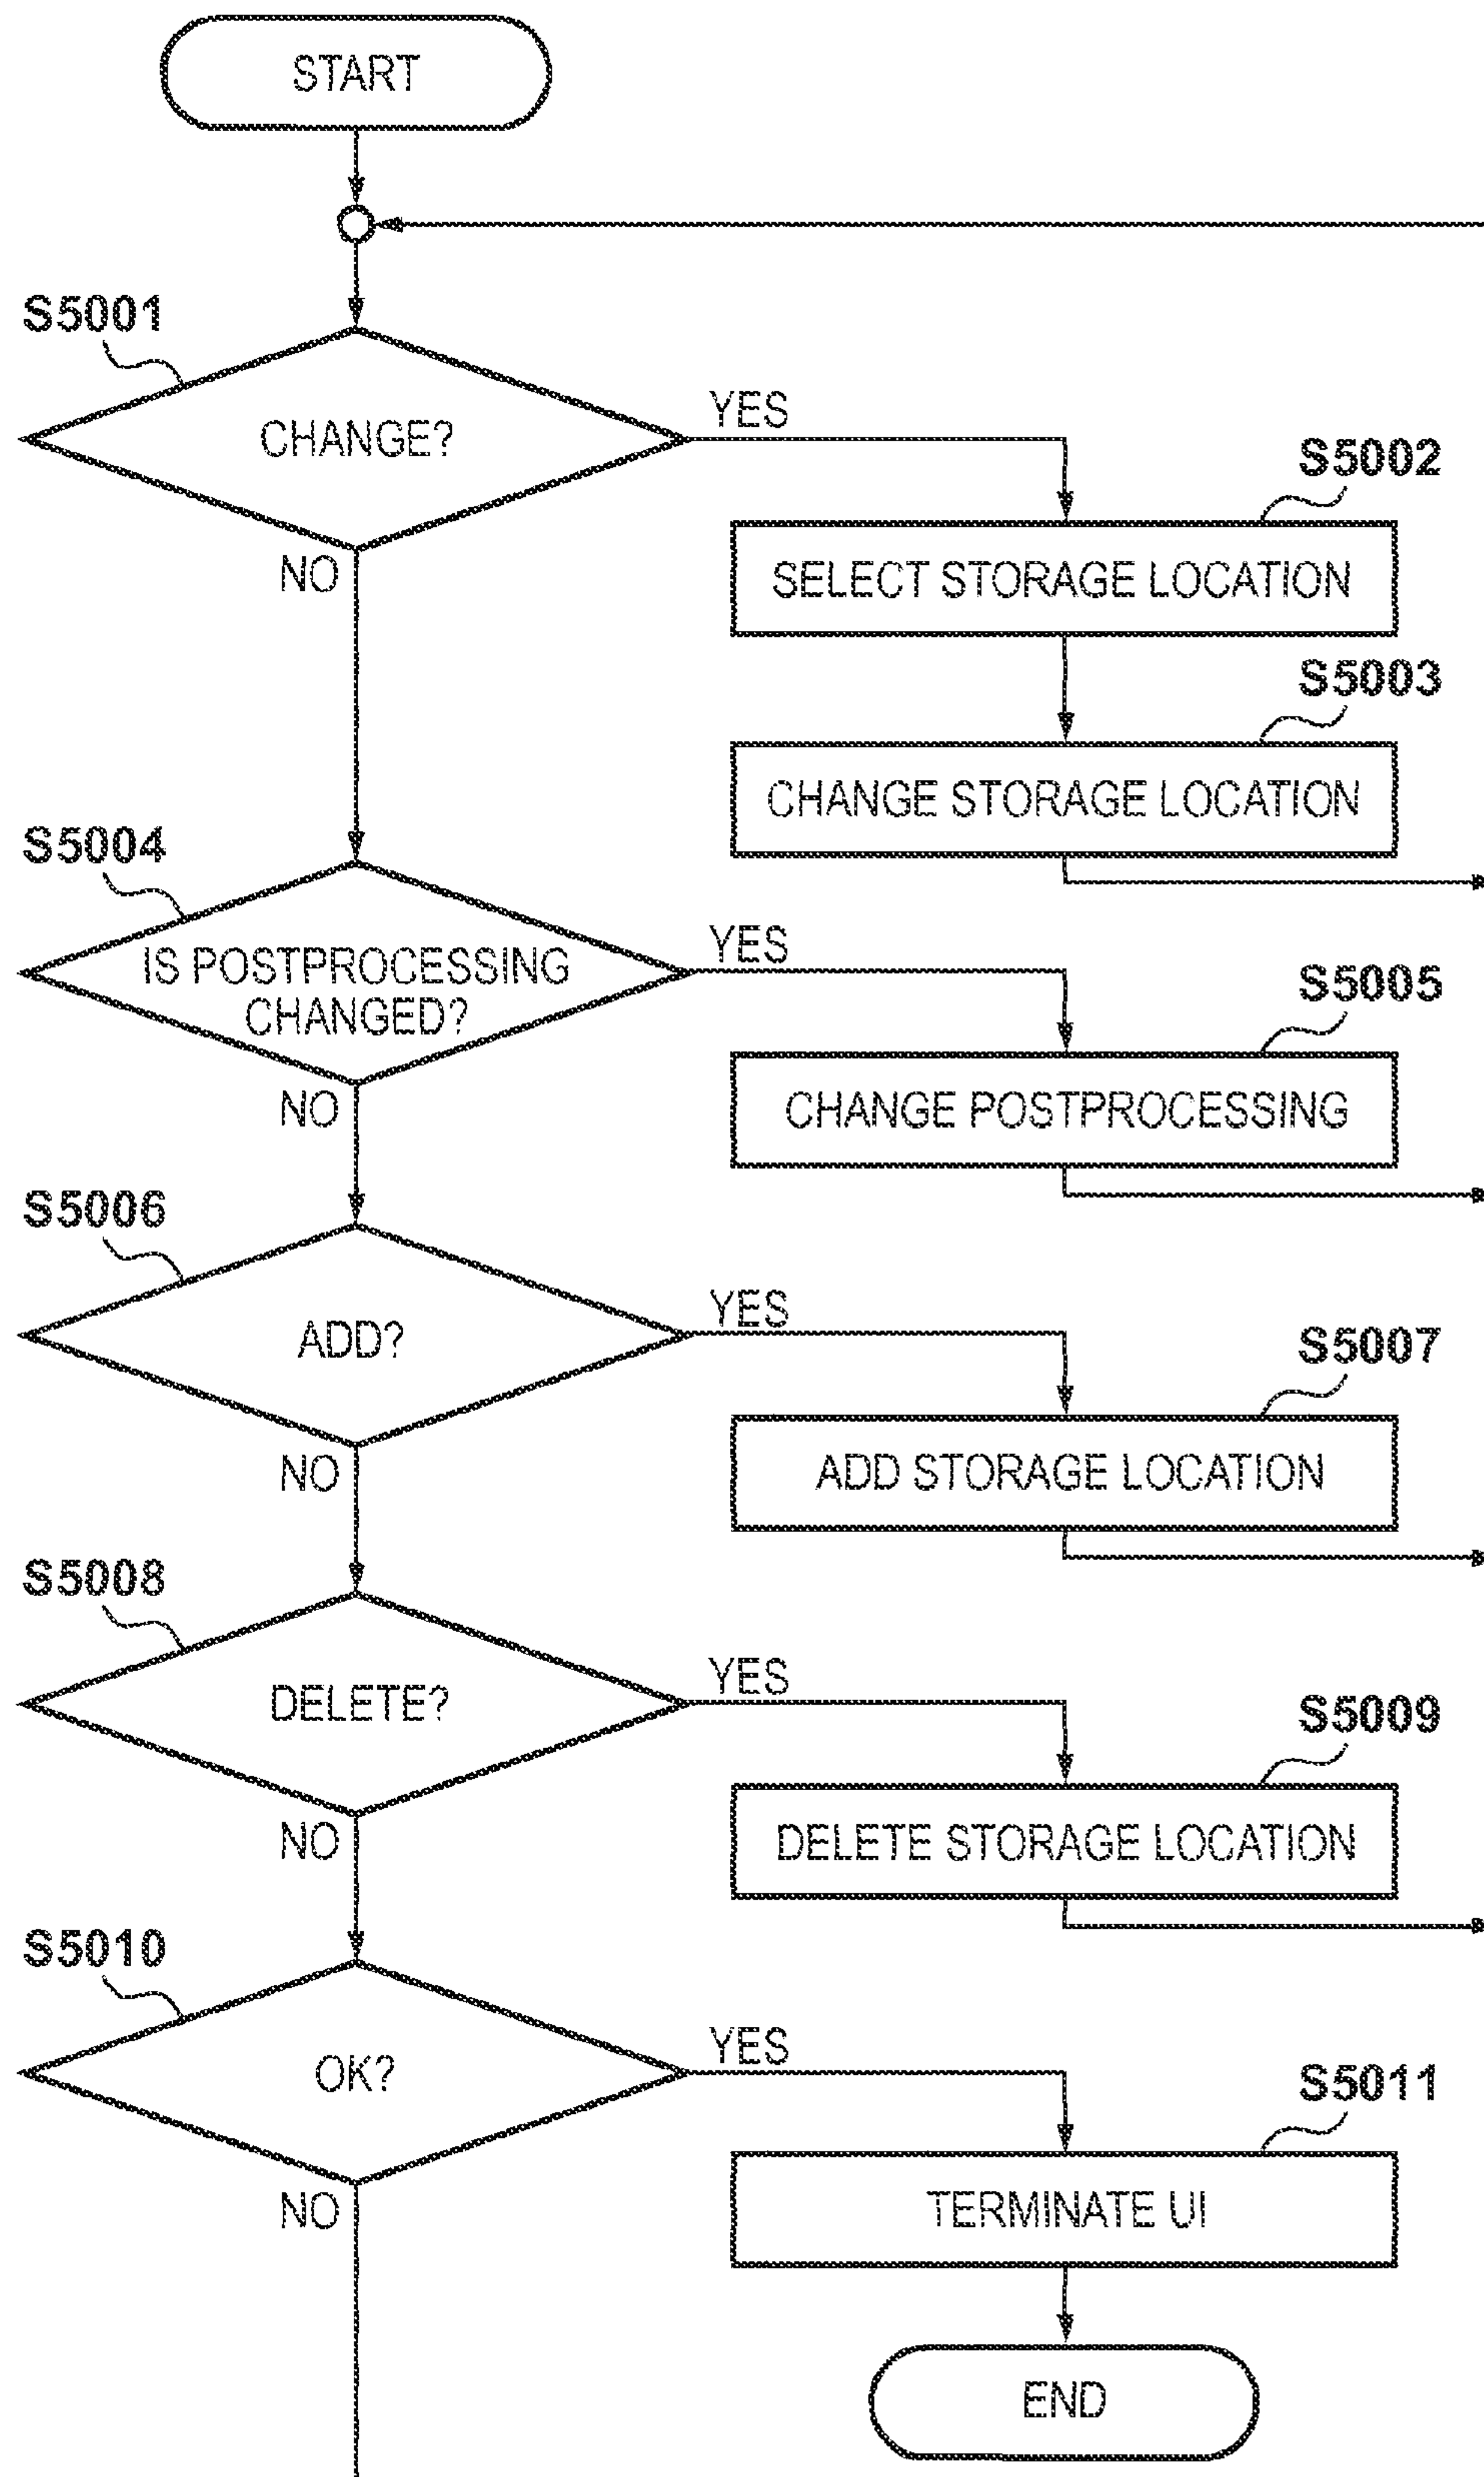 START
S5001
CHANGE?
YES
NO
S5002
SELECT STORAGE LOCATION
S5003
CHANGE STORAGE LOCATION
S5004
IS POSTPROCESSING
CHANGED?
YES
NO
S5005
CHANGE POSTPROCESSING
S5006
ADD?
YES
NO
S5007
ADD STORAGE LOCATION
S5008
DELETE?
YES
NO
S5009
DELETE STORAGE LOCATION
S5010
OK?
YES
NO
S5011
TERMINATE UI
END